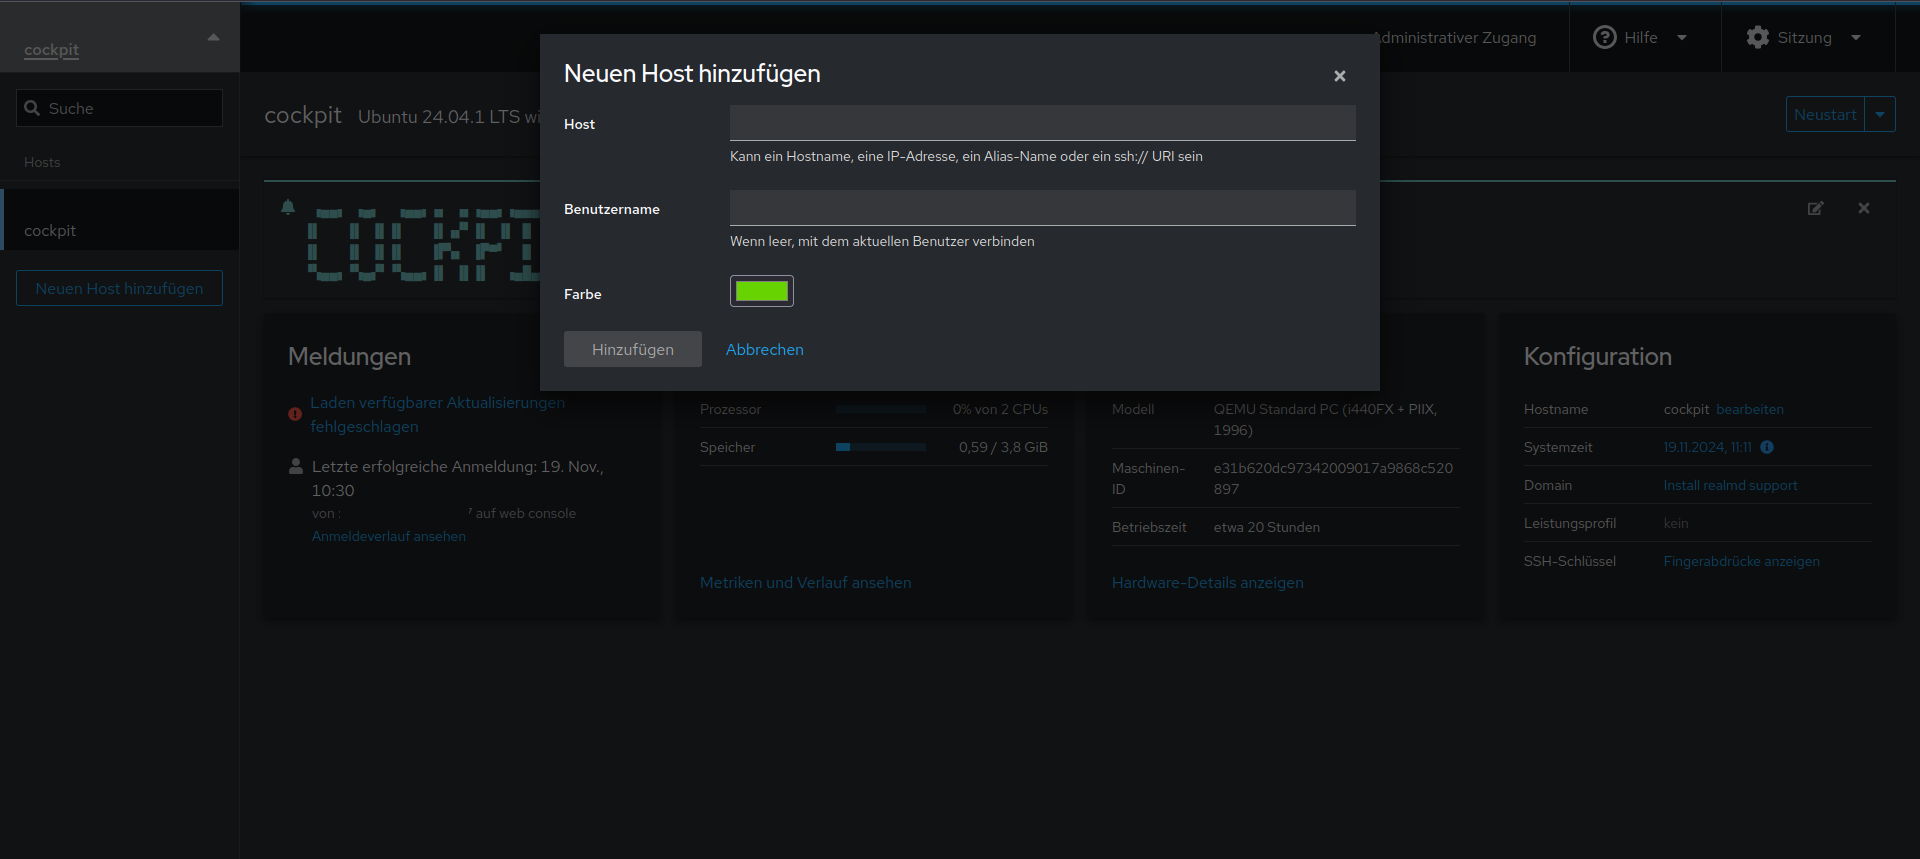 cockpit
Administrativer Zugang
Hilfe
Sitzung
Neuen Host hinzufügen
Host
Kann ein Hostname, eine IP-Adresse, ein Alias-Name oder ein ssh:// URI sein
Benutzername
Wenn leer, mit dem aktuellen Benutzer verbinden
Farbe
Hinzufügen
Abbrechen
Suche
Hosts
cockpit
Neuen Host hinzufügen
cockpit Ubuntu 24.04.1 LTS
Neustart
Meldungen
Laden verfügbarer Aktualisierungen
fehlgeschlagen
Letzte erfolgreiche Anmeldung: 19. Nov.,
10:30
von : auf web console
Anmeldeverlauf ansehen
Prozessor 0% von 2 CPUs
Speicher 0,59 / 3,8 GiB
Metriken und Verlauf ansehen
Modell QEMU Standard PC (i440FX + PIIX,
1996)
Maschinen- e31b620dc97342009017a9868c520
ID 897
Betriebszeit etwa 20 Stunden
Hardware-Details anzeigen
Konfiguration
Hostname cockpit bearbeiten
Systemzeit 19.11.2024, 11:11
Domain Install realmd support
Leistungsprofil kein
SSH-Schlüssel Fingerabdrücke anzeigen